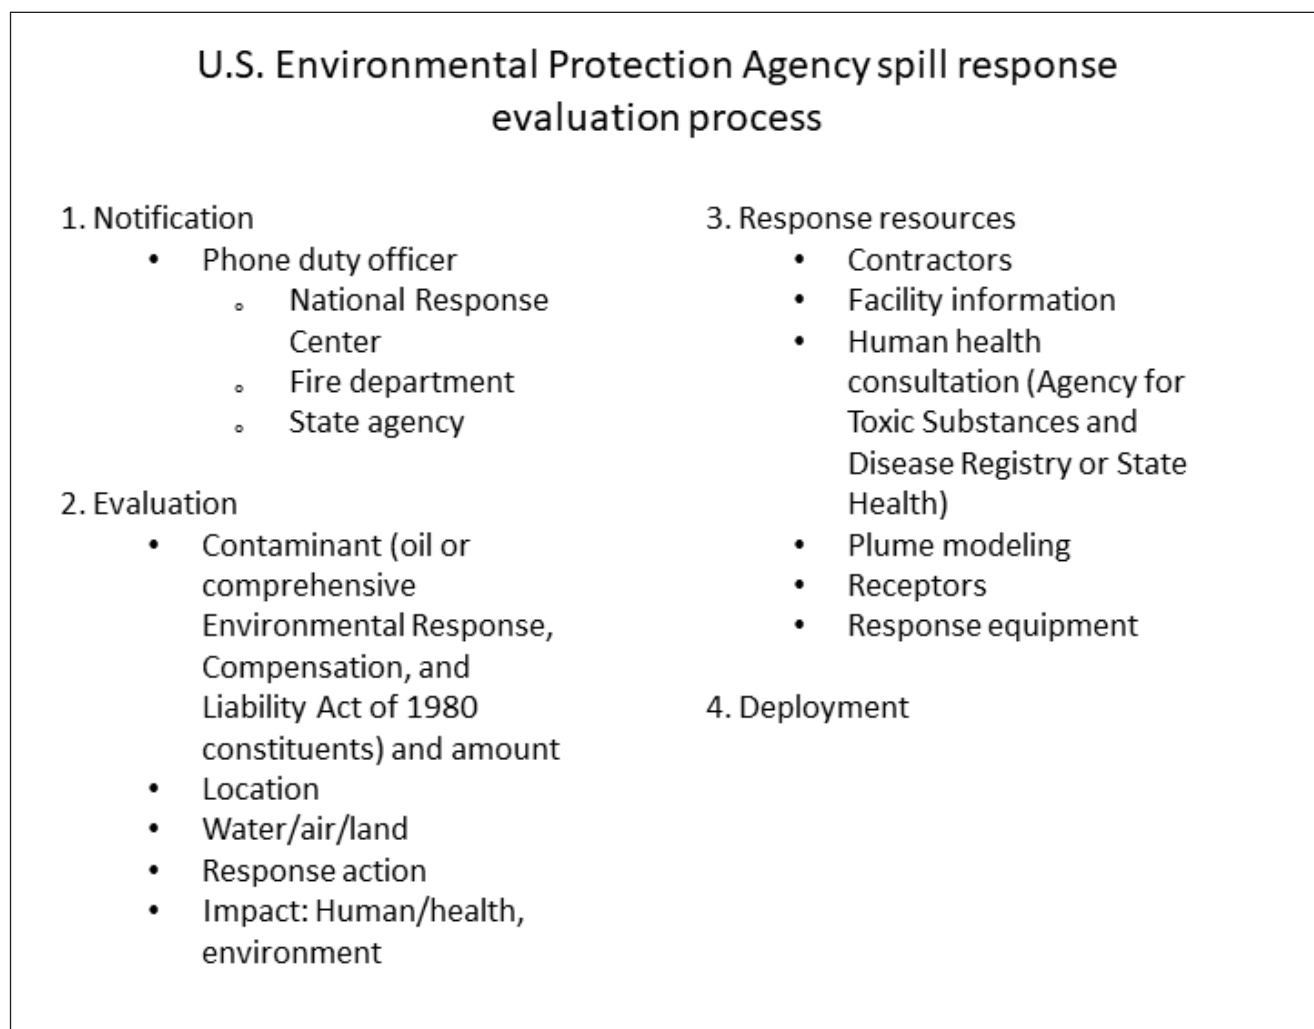 U.S. Environmental Protection Agency spill response
evaluation process
1. Notification
• Phone duty officer
∘ National Response
Center
∘ Fire department
∘ State agency
2. Evaluation
• Contaminant (oil or
comprehensive
Environmental Response,
Compensation, and
Liability Act of 1980
constituents) and amount
• Location
• Water/air/land
• Response action
• Impact: Human/health,
environment
3. Response resources
• Contractors
• Facility information
• Human health
consultation (Agency for
Toxic Substances and
Disease Registry or State
Health)
• Plume modeling
• Receptors
• Response equipment
4. Deployment